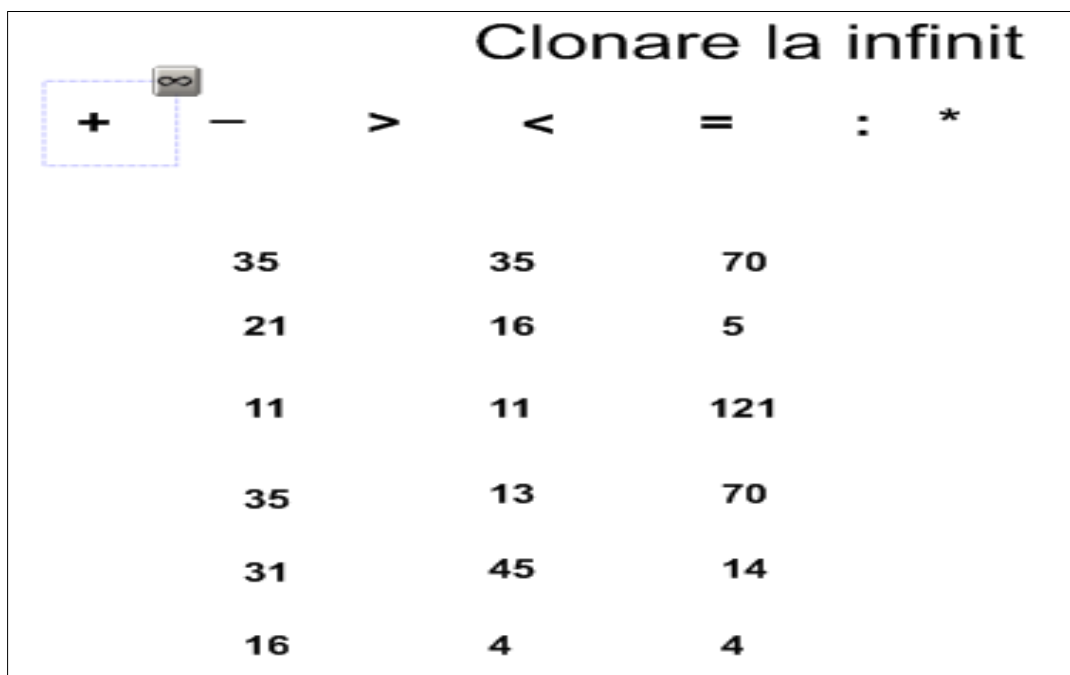 Clonare la infinit
∞
+ — > < = : *
35 35 70
21 16 5
11 11 121
35 13 70
31 45 14
16 4 4